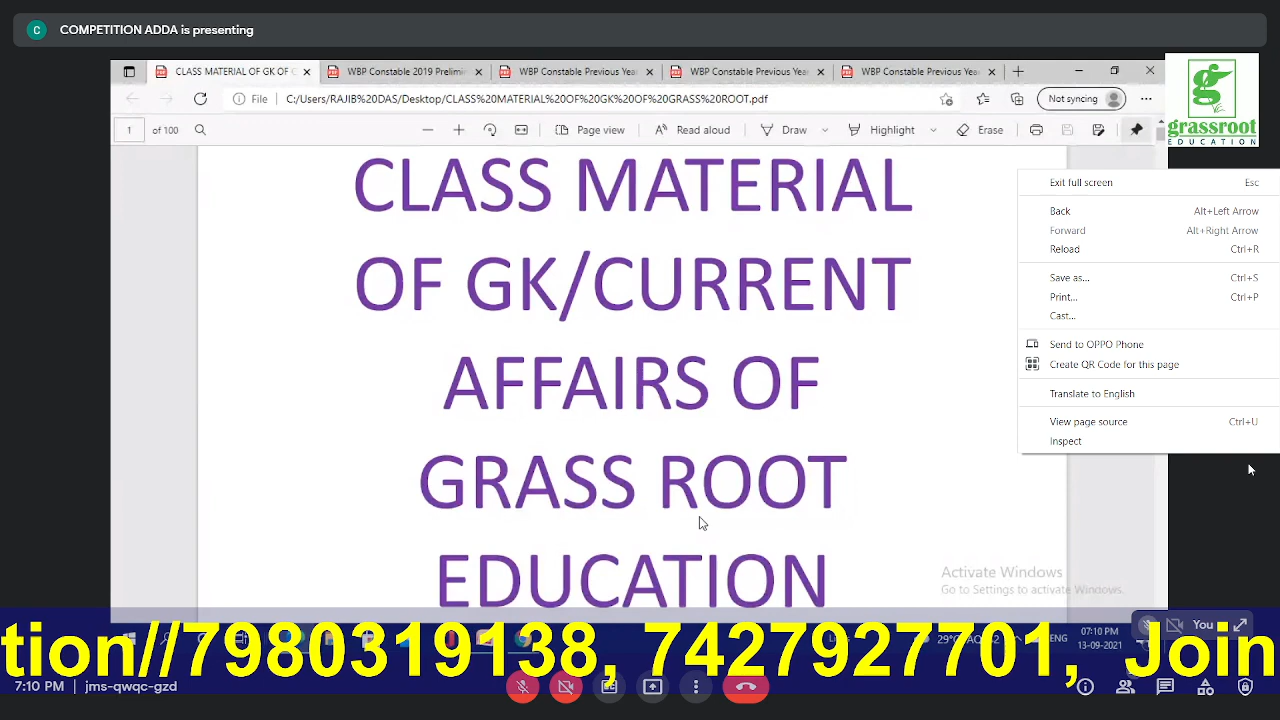 C COMPETITION ADDA is presenting
CLASS MATERIAL OF GK OF C
WBP Constable 2019 Prelimin
WBP Constable Previous Year
WBP Constable Previous Year
WBP Constable Previous Year
File C:/Users/RAJIB%20DAS/Desktop/CLASS%20MATERIAL%20OF%20GK%20OF%20GRASS%20ROOT.pdf Not syncing
1 of 100 Page view Read aloud Draw Highlight Erase
grassroot
EDUCATION
CLASS MATERIAL
OF GK/CURRENT
AFFAIRS OF
GRASS ROOT
EDUCATION
Exit full screen Esc
Back Alt+Left Arrow
Forward Alt+Right Arrow
Reload Ctrl+R
Save as... Ctrl+S
Print... Ctrl+P
Cast...
Send to OPPO Phone
Create QR Code for this page
Translate to English
View page source Ctrl+U
Inspect
Activate Windows
Go to Settings to activate Windows.
You
29°C ENG 07:10 PM
13-09-2021
tion//7980319138, 7427927701, Join
7:10 PM | jms-qwqc-gzd